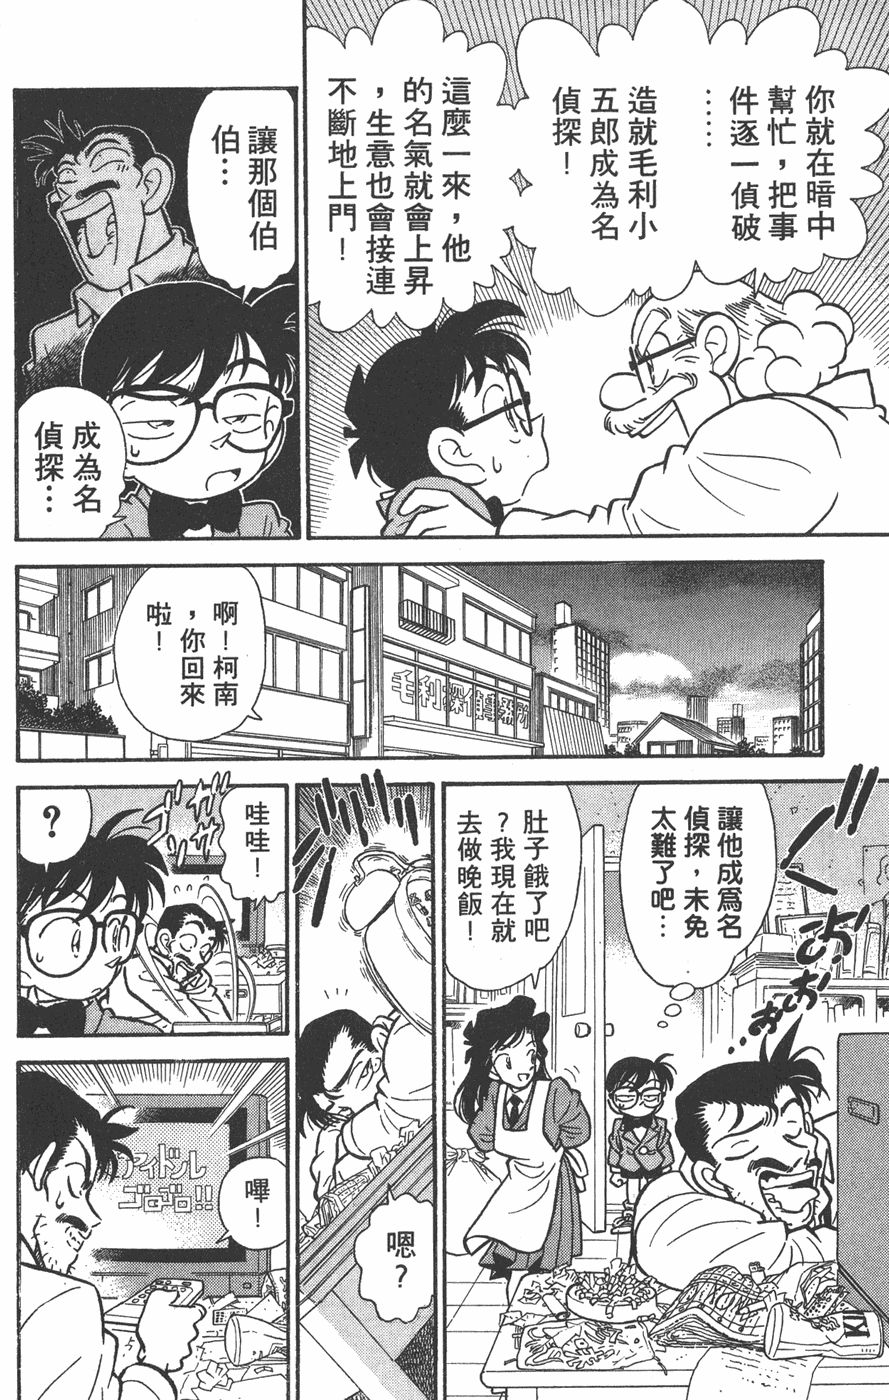 你就在暗中
幫忙，把事
件逐一偵破
……
造就毛利小
五郎成為名
偵探！
這麼一來，他
的名氣就會上昇
，生意也會接連
不斷地上門！
讓那個伯
伯…
成為名
偵探…
啊！柯南
，你回來
啦！
毛利探偵事務所
讓他成爲名
偵探，未免
太難了吧…
肚子餓了吧
？我現在就
去做晚飯！
嗯？
哇哇！
？
アイドル
ゴロゴロ!!
嗶！